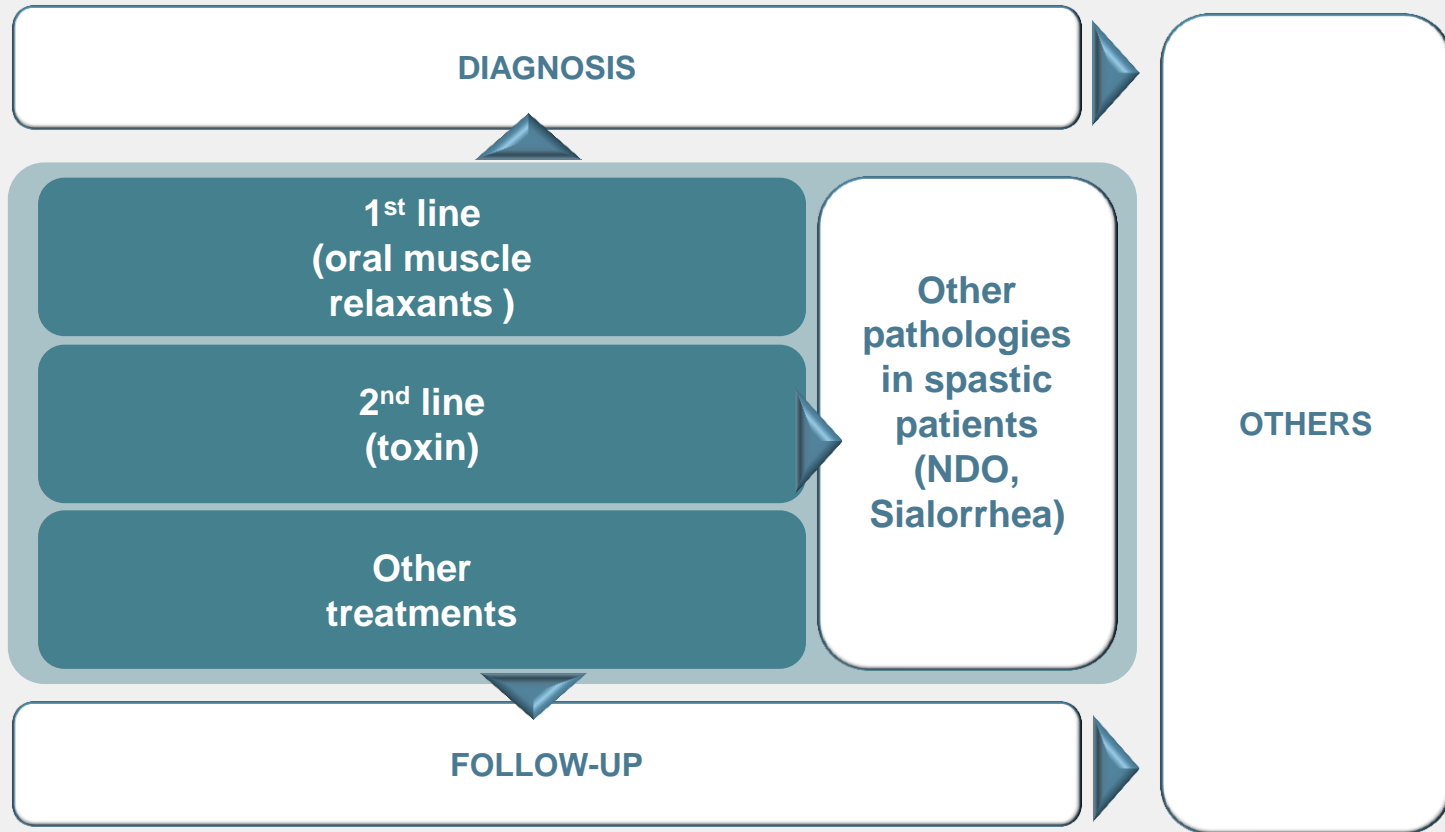 DIAGNOSIS
1st line
(oral muscle
relaxants )
2nd line
(toxin)
Other
treatments
Other
pathologies
in spastic
patients
(NDO,
Sialorrhea)
OTHERS
FOLLOW-UP